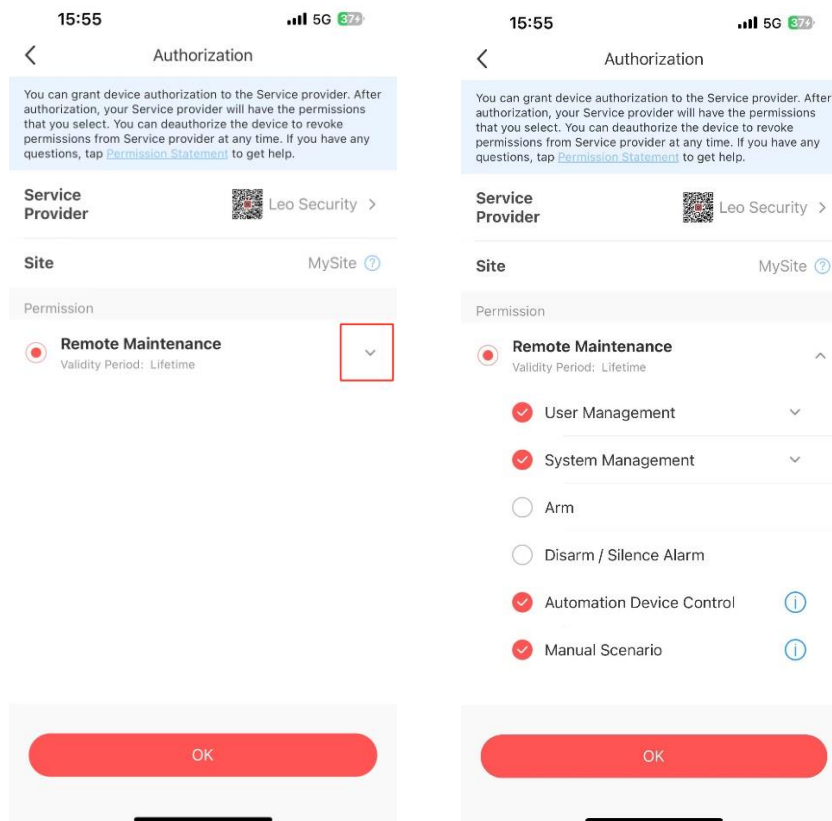 15:55
5G 37
Authorization
You can grant device authorization to the Service provider. After
authorization, your Service provider will have the permissions
that you select. You can deauthorize the device to revoke
permissions from Service provider at any time. If you have any
questions, tap Permission Statement to get help.
Service
Provider
Leo Security
Site
MySite ?
Permission
Remote Maintenance
Validity Period: Lifetime
OK
15:55
5G 37
Authorization
You can grant device authorization to the Service provider. After
authorization, your Service provider will have the permissions
that you select. You can deauthorize the device to revoke
permissions from Service provider at any time. If you have any
questions, tap Permission Statement to get help.
Service
Provider
Leo Security
Site
MySite ?
Permission
Remote Maintenance
Validity Period: Lifetime
User Management
System Management
Arm
Disarm / Silence Alarm
Automation Device Control
Manual Scenario
OK